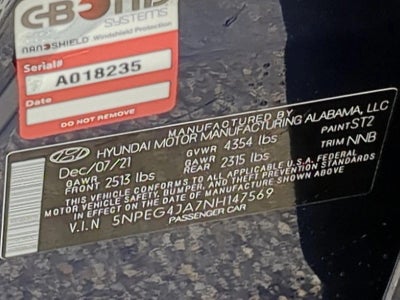 C-BOND
SYSTEMS
NANOSHIELD Windshield Protection
Serial#
A018235
Date
DO NOT REMOVE
MANUFACTURED BY
HYUNDAI MOTOR MANUFACTURING ALABAMA, LLC
Dec/07/21 GVWR 4354 lbs PAINT ST2
GAWR FRONT 2513 lbs GAWR REAR 2315 lbs TRIM NNB
THIS VEHICLE CONFORMS TO ALL APPLICABLE U.S.A. FEDERAL
MOTOR VEHICLE SAFETY, BUMPER, AND THEFT PREVENTION STANDARDS
IN EFFECT ON THE DATE OF MANUFACTURE SHOWN ABOVE.
V.I.N 5NPEG4JA7NH147569
PASSENGER CAR